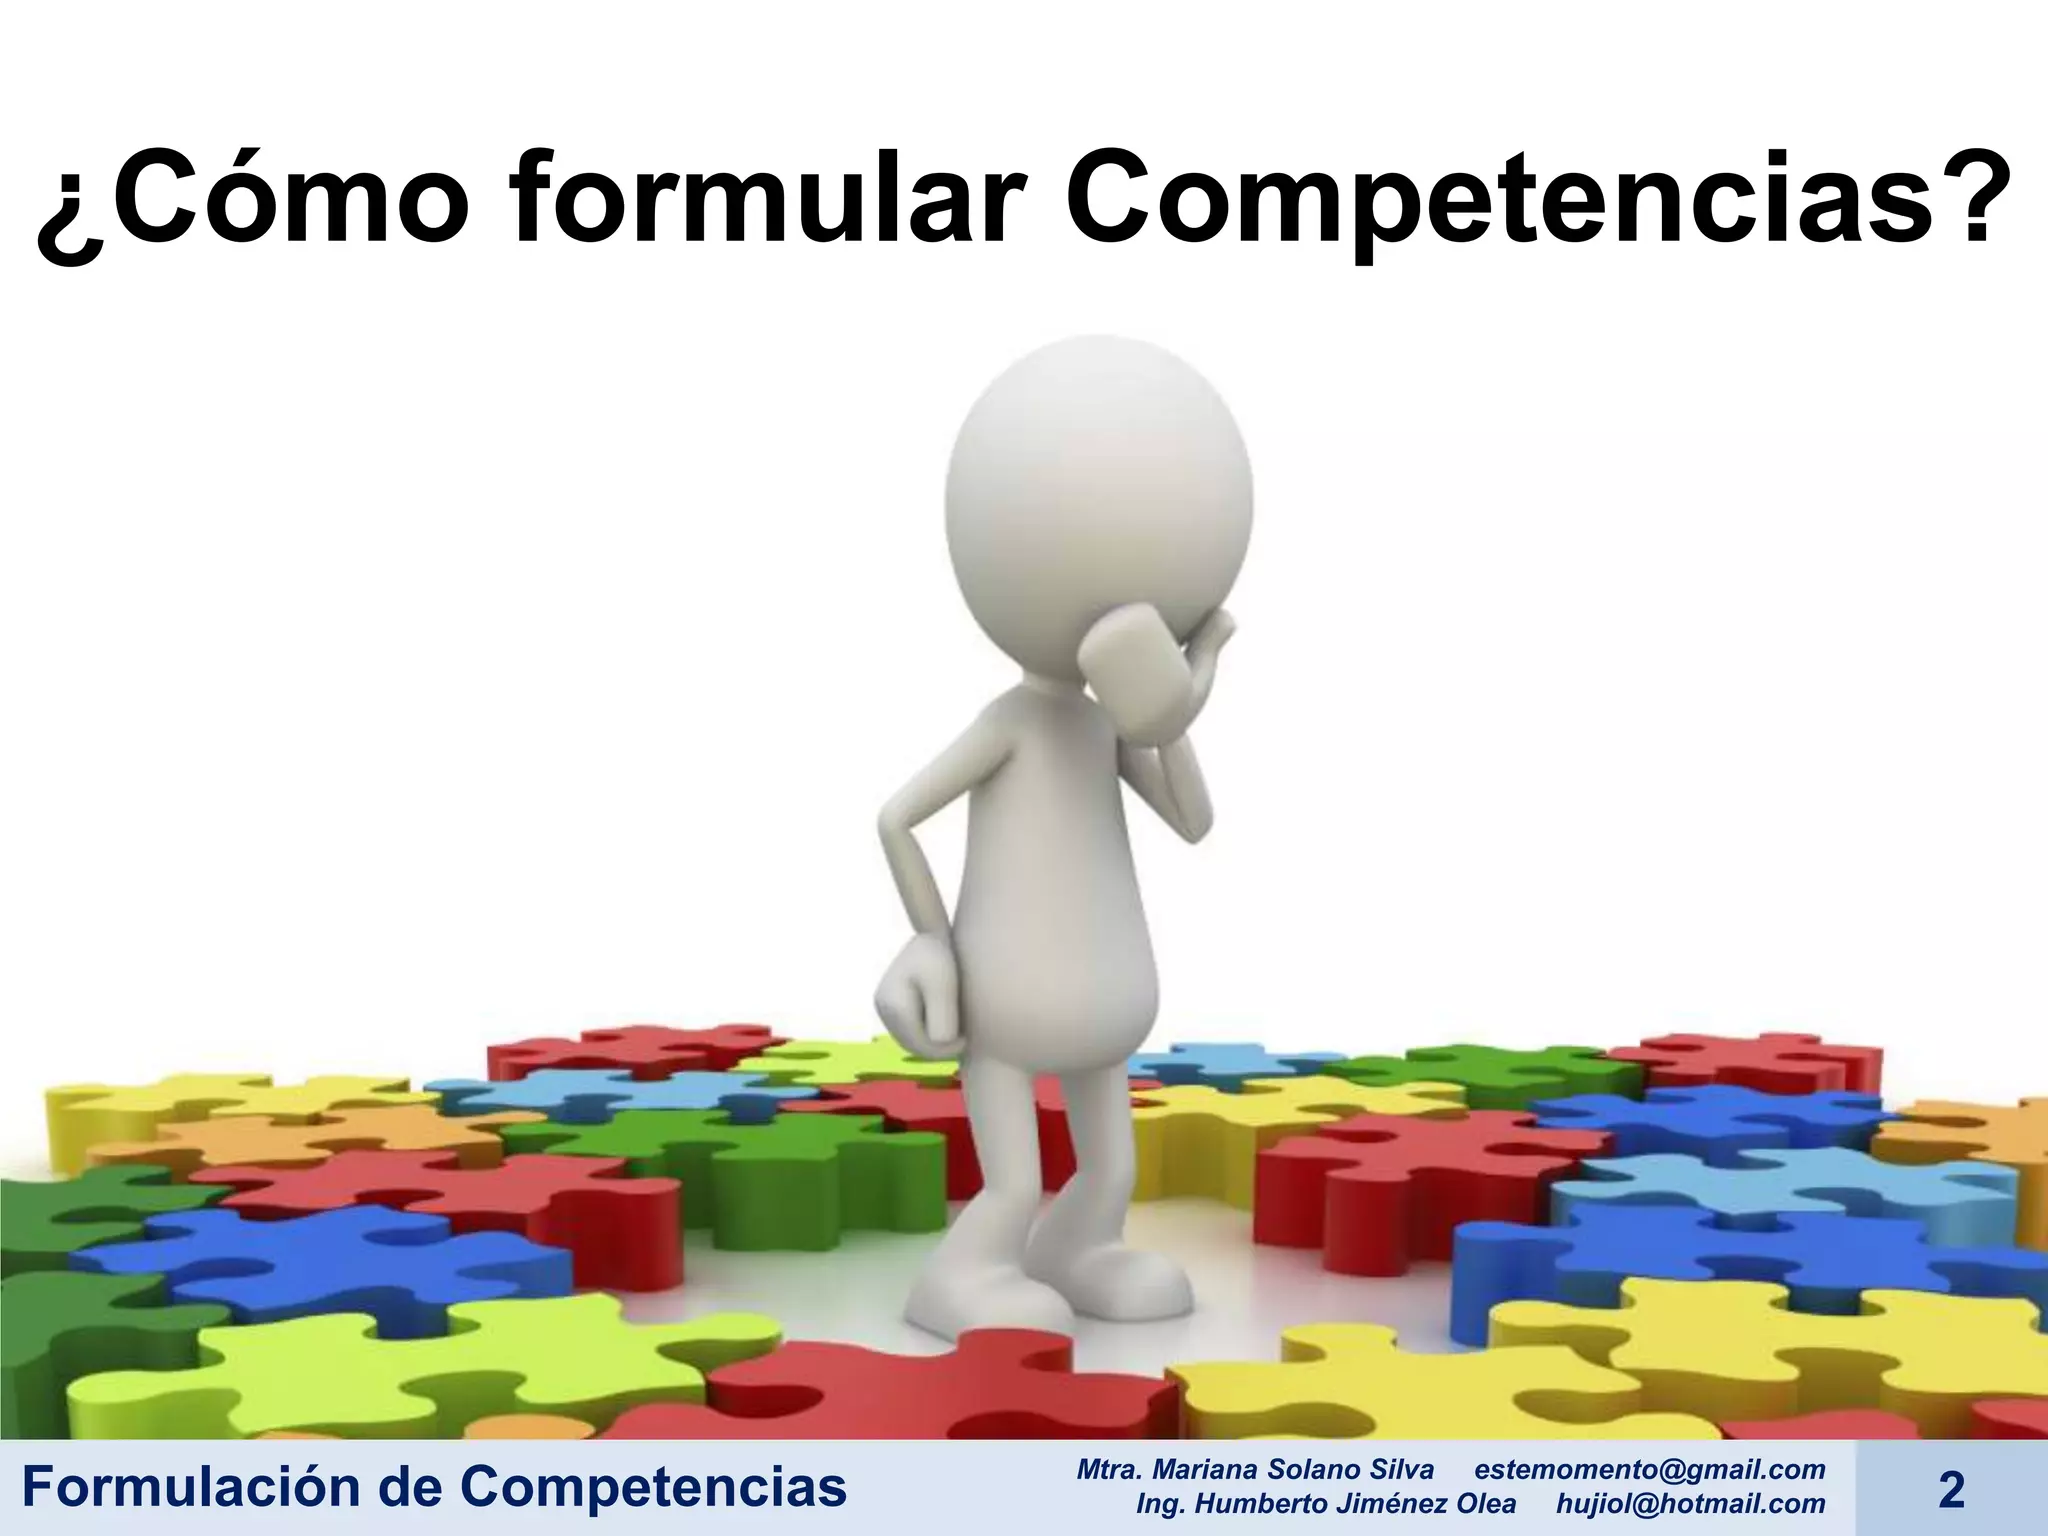 ¿Cómo formular Competencias?
Formulación de Competencias
Mtra. Mariana Solano Silva estemomento@gmail.com
Ing. Humberto Jiménez Olea hujiol@hotmail.com
2